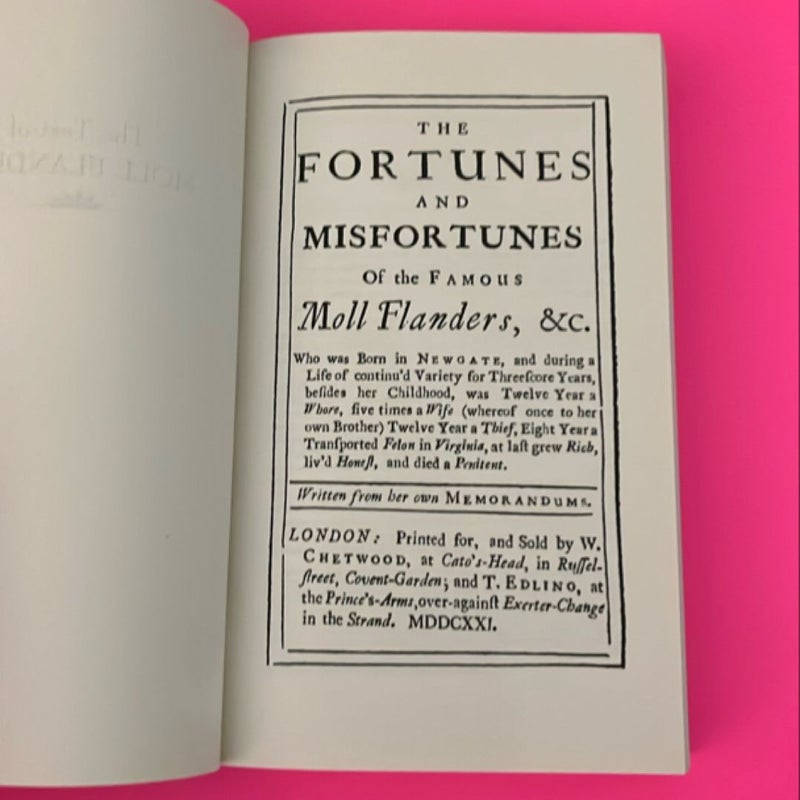 THE
FORTUNES
AND
MISFORTUNES
Of the FAMOUS
Moll Flanders, &c.
Who was Born in NEWGATE, and during a
Life of continu'd Variety for Threeſcore Years,
beſides her Childhood, was Twelve Year a
Whore, five times a Wife (whereof once to her
own Brother) Twelve Year a Thief, Eight Year a
Tranſported Felon in Virginia, at laſt grew Rich,
liv'd Honeſt, and died a Penitent.
Written from her own MEMORANDUMS.
LONDON: Printed for, and Sold by W.
CHETWOOD, at Cato's-Head, in Ruſſel-
ſtreet, Covent-Garden; and T. EDLING, at
the Prince's-Arms, over-againſt Exerter-Change
in the Strand. MDDCXXI.